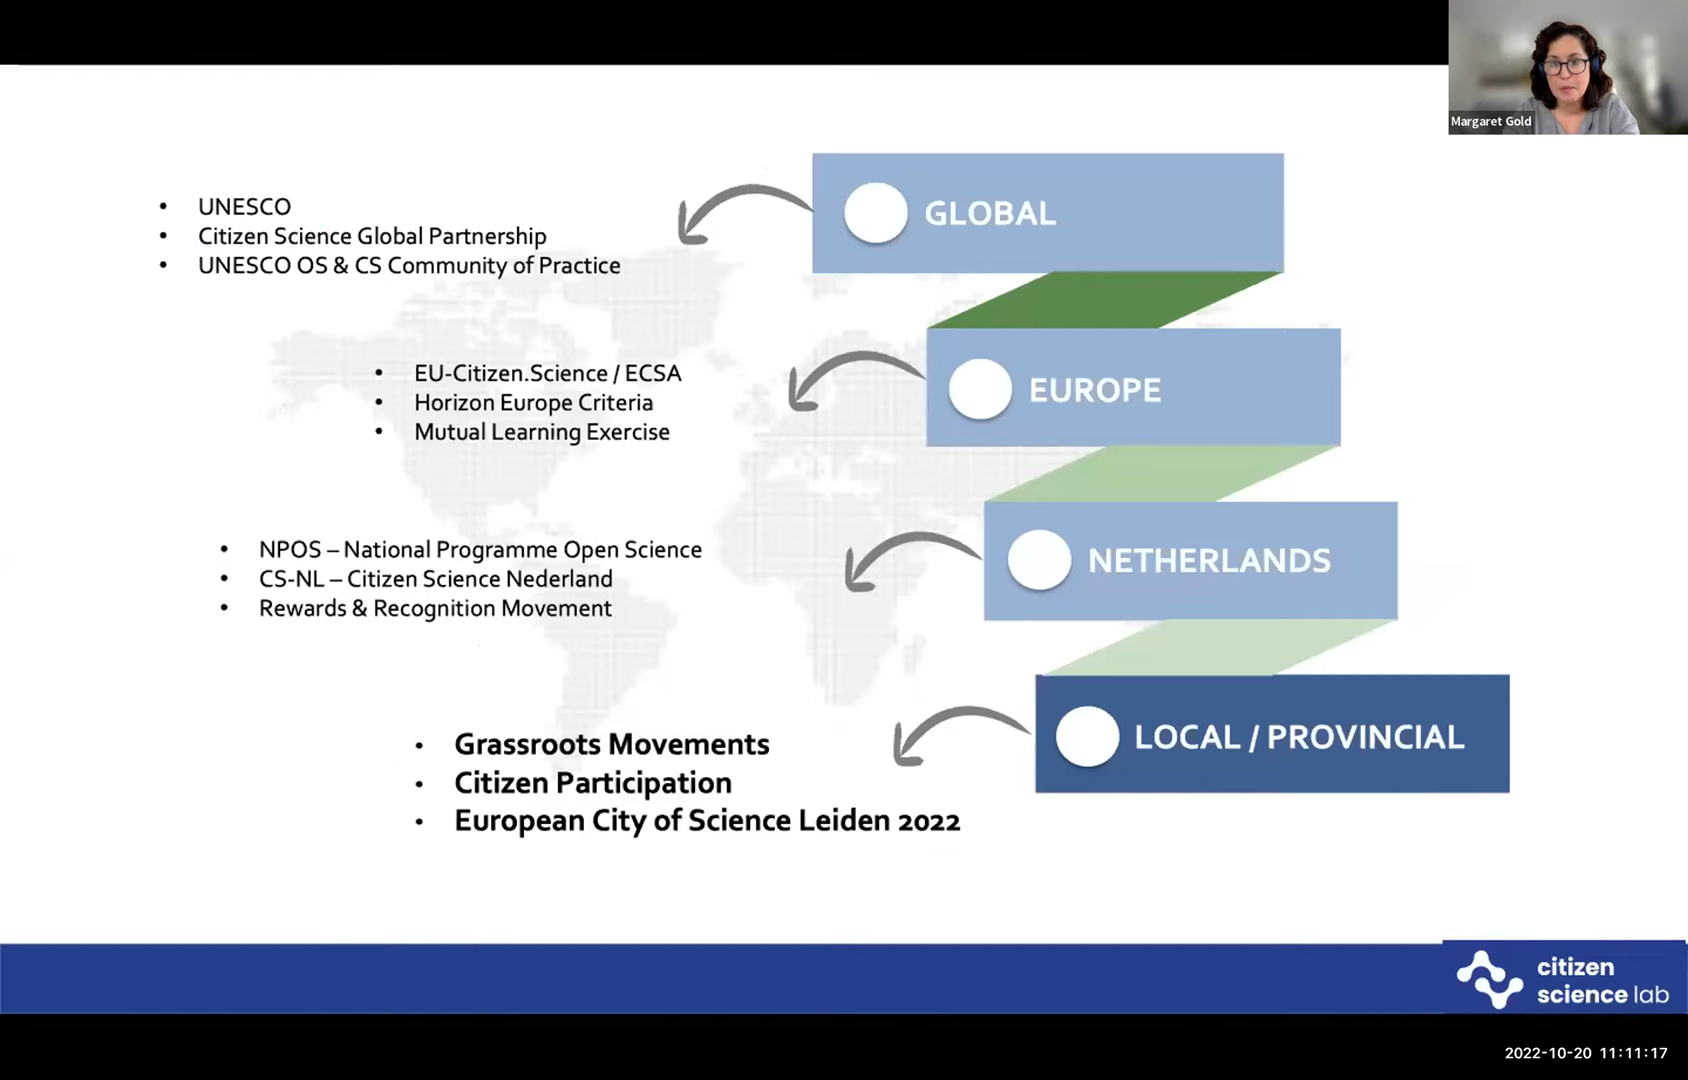 Margaret Gold
GLOBAL
• UNESCO
• Citizen Science Global Partnership
• UNESCO OS & CS Community of Practice
EUROPE
• EU-Citizen.Science / ECSA
• Horizon Europe Criteria
• Mutual Learning Exercise
NETHERLANDS
• NPOS – National Programme Open Science
• CS-NL – Citizen Science Nederland
• Rewards & Recognition Movement
LOCAL / PROVINCIAL
• Grassroots Movements
• Citizen Participation
• European City of Science Leiden 2022
citizen
science lab
2022-10-20 11:11:17